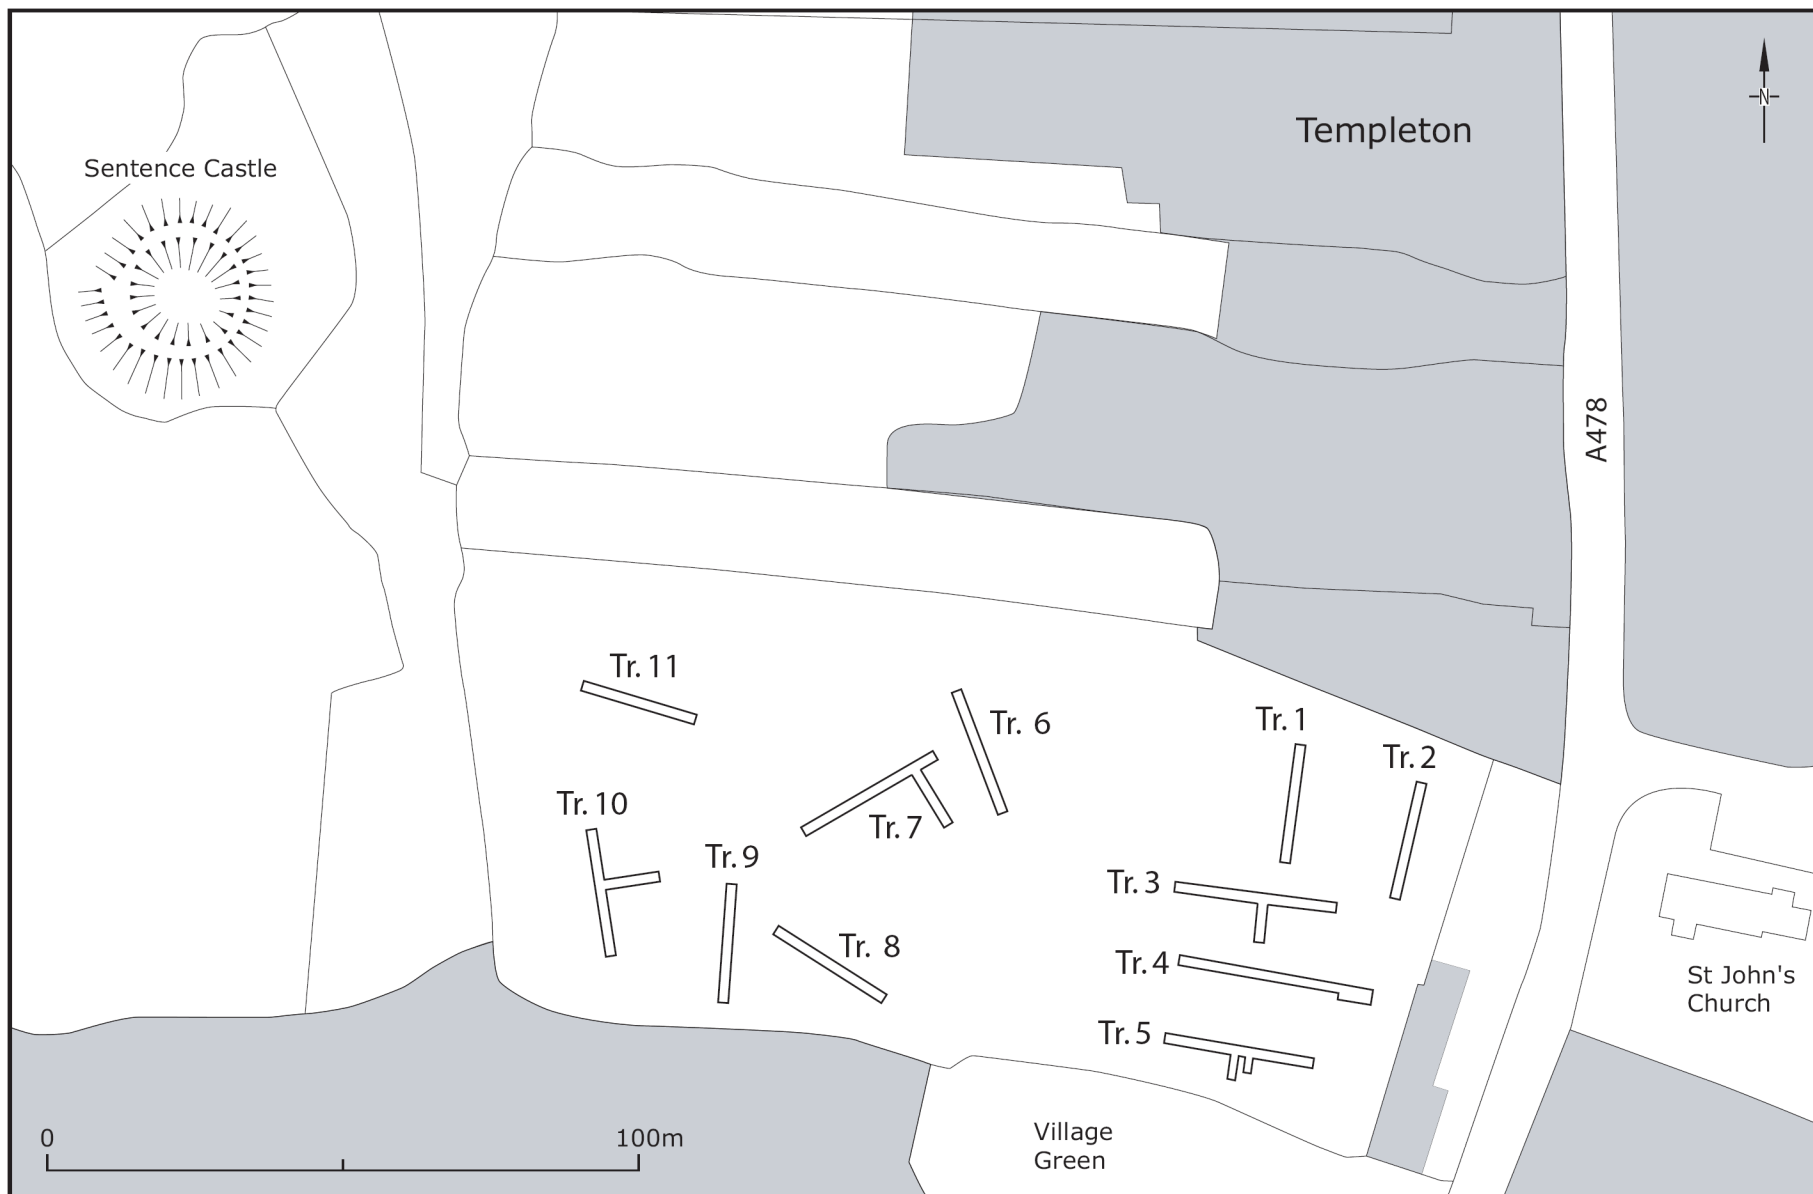 N
Templeton
Sentence Castle
A478
Tr. 11
Tr. 6
Tr. 1
Tr. 2
Tr. 10
Tr. 7
Tr. 9
Tr. 3
Tr. 8
Tr. 4
St John's
Church
Tr. 5
Village
Green
0
100m